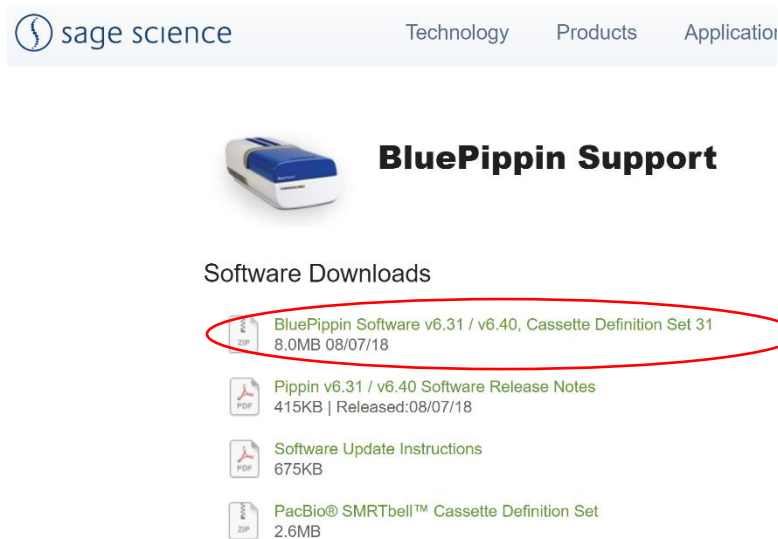 sage science
Technology Products Application
BluePippin Support
Software Downloads
BluePippin Software v6.31 / v6.40, Cassette Definition Set 31
ZIP
8.0MB 08/07/18
Pippin v6.31 / v6.40 Software Release Notes
PDF
415KB | Released:08/07/18
Software Update Instructions
PDF
675KB
PacBio® SMRTbell™ Cassette Definition Set
ZIP
2.6MB